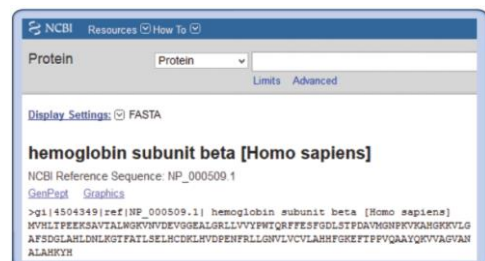 NCBI Resources How To
Protein Protein
Limits Advanced
Display Settings: FASTA
hemoglobin subunit beta [Homo sapiens]
NCBI Reference Sequence: NP_000509.1
GenPept Graphics
>gi|4504349|ref|NP_000509.1| hemoglobin subunit beta [Homo sapiens]
MVHLTPEEKSAVTALWGKVNVDEVGGEALGRLLVVYPWTQRFFESFGDLSTPDAVMGNPKVKAHGKKVLG
AFSDGLAHLDNLKGTFATLSELHCDKLHVDPENFRLLGNVLVCVLAHHFGKEFTPPVQAAYQKVVAGVAN
ALAHKYH